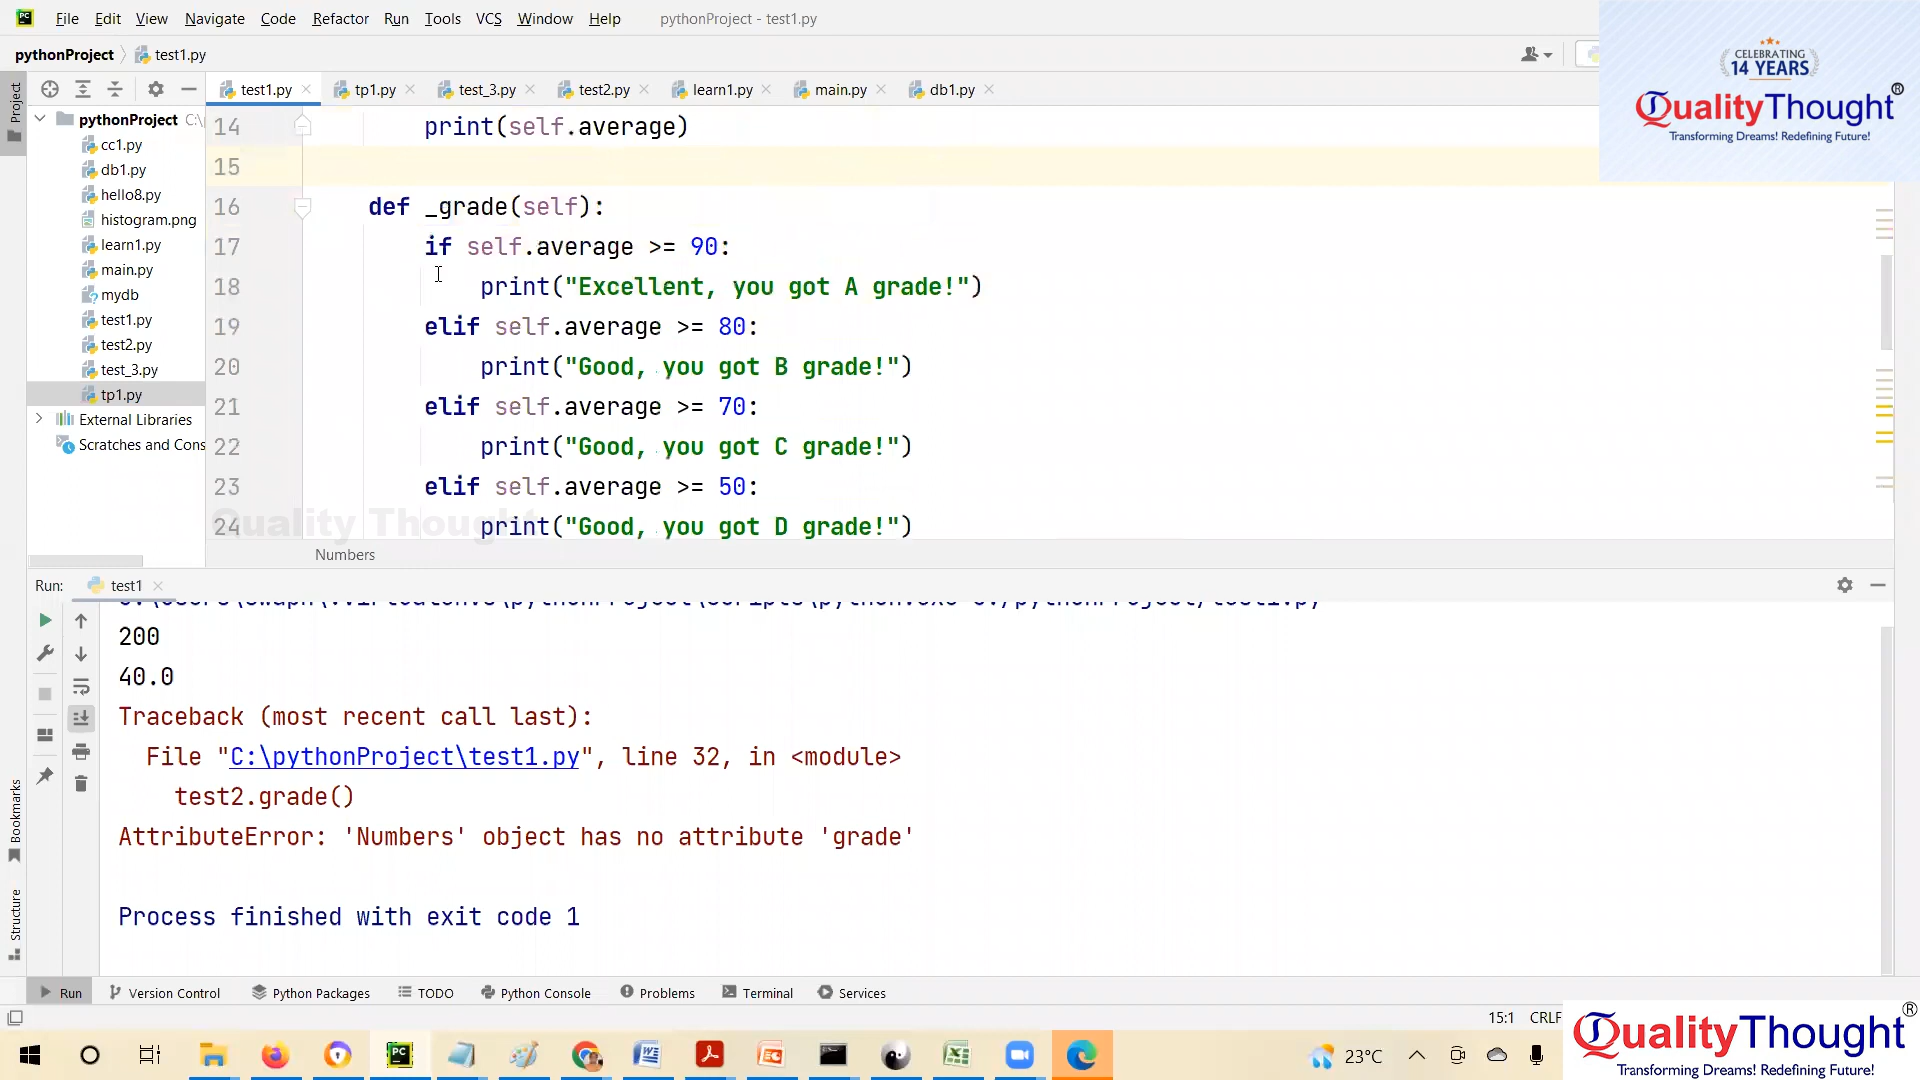 File Edit View Navigate Code Refactor Run Tools VCS Window Help pythonProject - test1.py
CELEBRATING
14 YEARS
QualityThought®
Transforming Dreams! Redefining Future!
pythonProject test1.py
test1.py tp1.py test_3.py test2.py learn1.py main.py db1.py
Project
pythonProject C:\
cc1.py
db1.py
hello8.py
histogram.png
learn1.py
main.py
mydb
test1.py
test2.py
test_3.py
tp1.py
External Libraries
Scratches and Cons
14 print(self.average)
15
16 def _grade(self):
17 if self.average >= 90:
18 print("Excellent, you got A grade!")
19 elif self.average >= 80:
20 print("Good, you got B grade!")
21 elif self.average >= 70:
22 print("Good, you got C grade!")
23 elif self.average >= 50:
24 print("Good, you got D grade!")
Quality Thought
Numbers
Run: test1
200
40.0
Traceback (most recent call last):
File "C:\pythonProject\test1.py", line 32, in <module>
test2.grade()
AttributeError: 'Numbers' object has no attribute 'grade'
Process finished with exit code 1
Bookmarks
Structure
Run Version Control Python Packages TODO Python Console Problems Terminal Services
15:1 CRLF
23°C
QualityThought®
Transforming Dreams! Redefining Future!